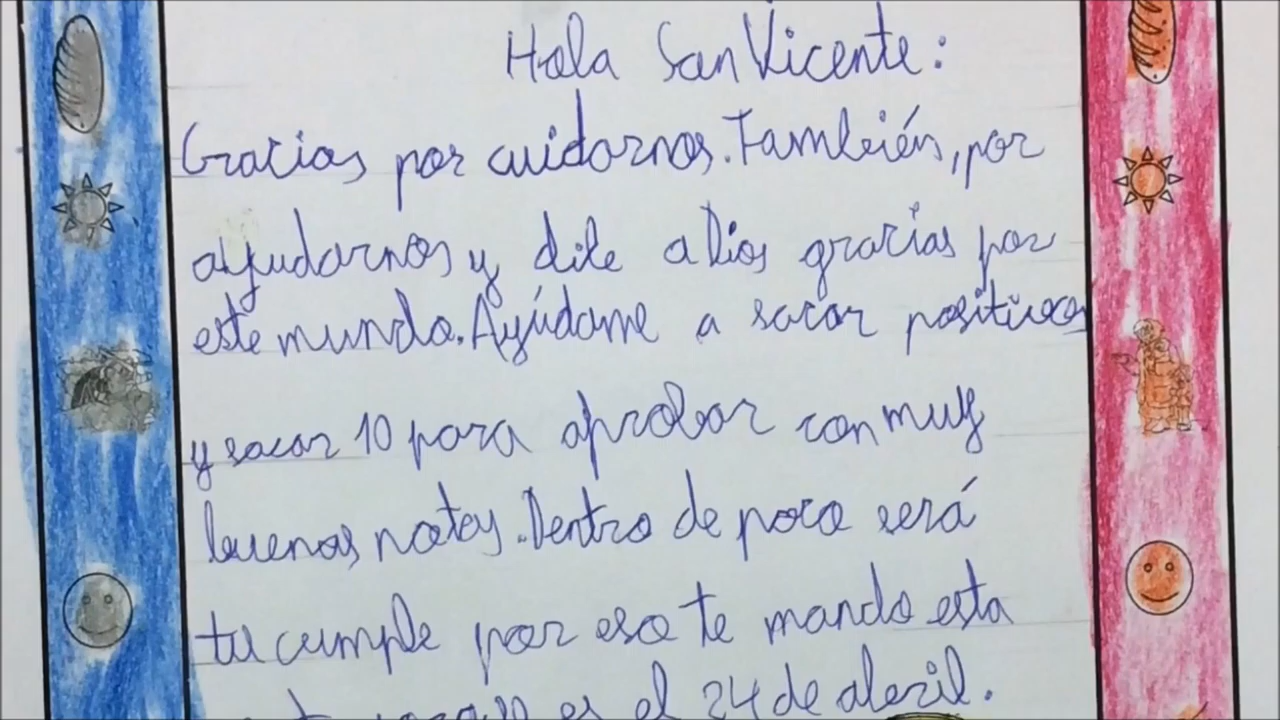 Hola San Vicente:
Gracias por cuidarnos. También, por
ayudarnos y dile a Dios gracias por
este mundo. Ayúdame a sacar positivos
y sacar 10 para aprobar con muy
buenas notas. Dentro de poco será
tu cumple por eso te mando esta
es el 24 de abril.